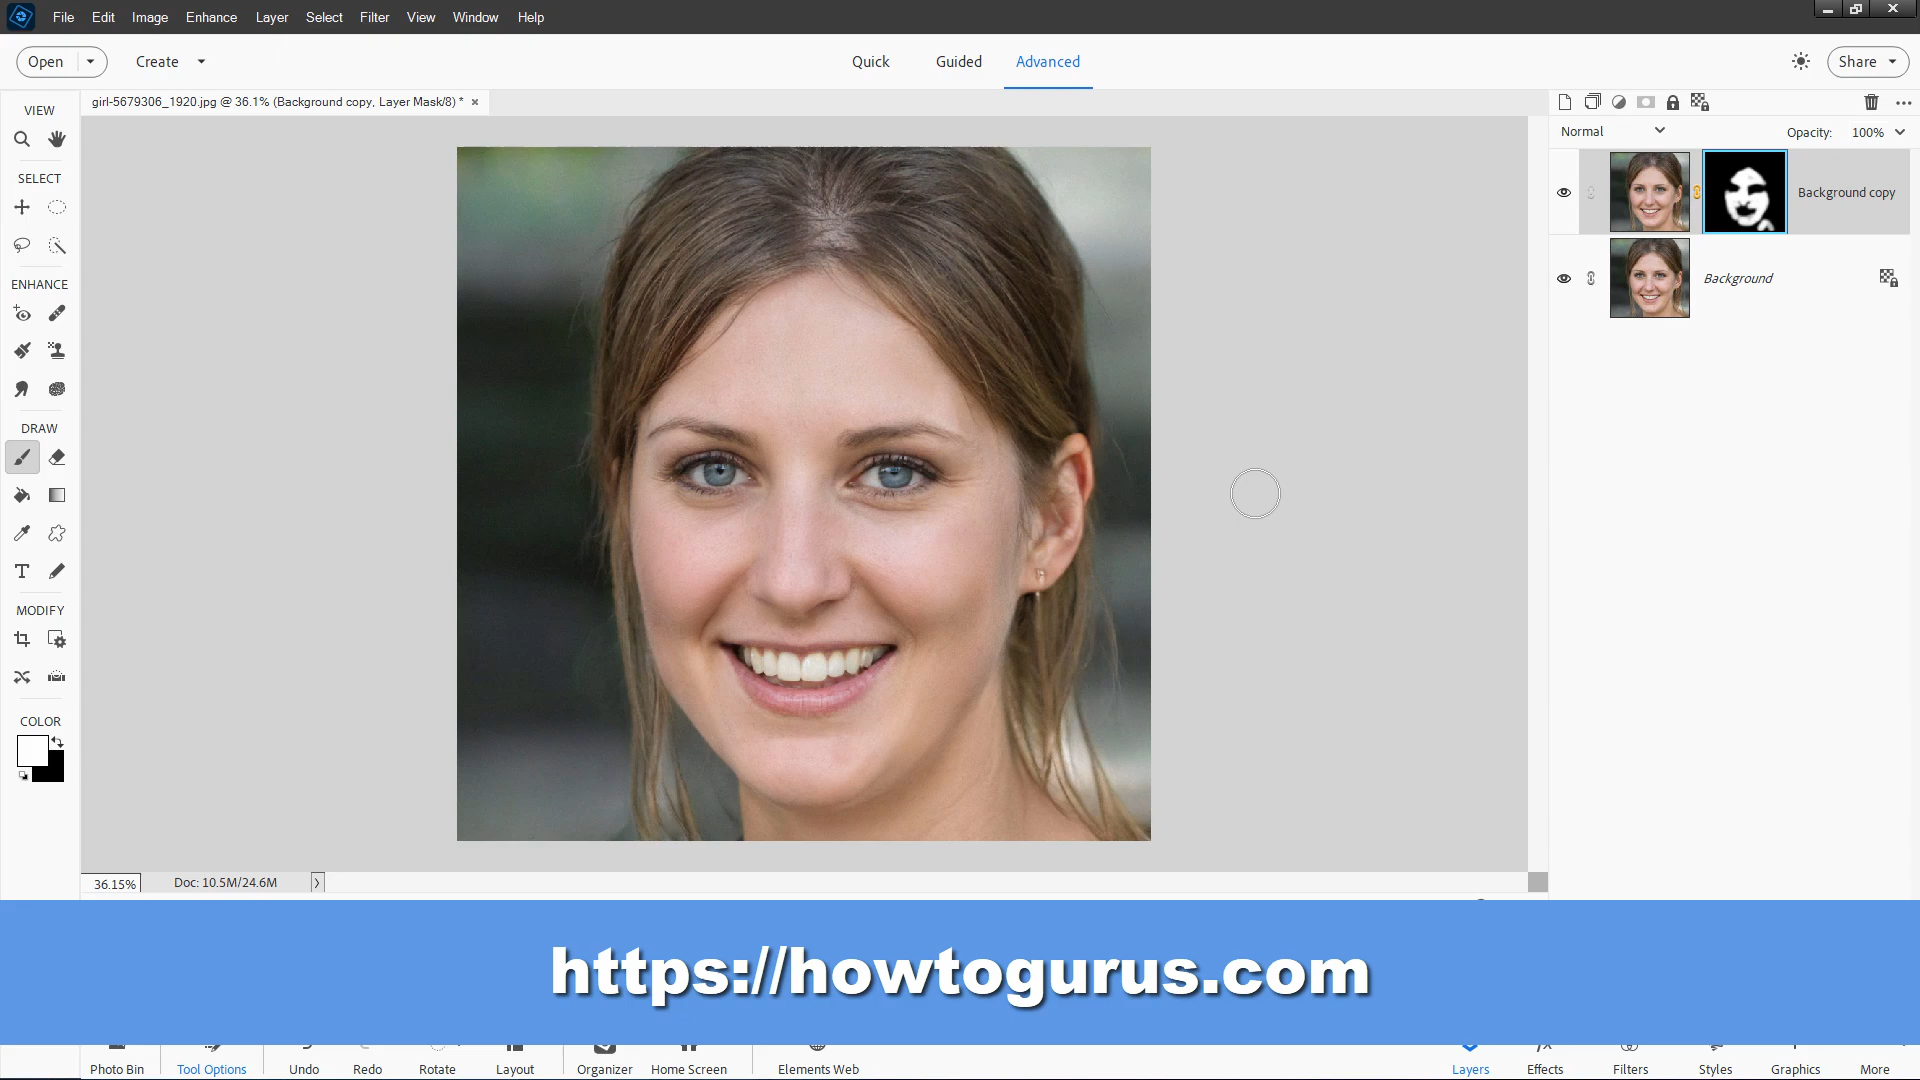 File Edit Image Enhance Layer Select Filter View Window Help
Open Create Quick Guided Advanced Share
girl-5679306_1920.jpg @ 36.1% (Background copy, Layer Mask/8) *
VIEW
SELECT
ENHANCE
DRAW
MODIFY
COLOR
Normal Opacity: 100%
Background copy
Background
36.15% Doc: 10.5M/24.6M
https://howtogurus.com
Photo Bin Tool Options Undo Redo Rotate Layout Organizer Home Screen Elements Web Layers Effects Filters Styles Graphics More